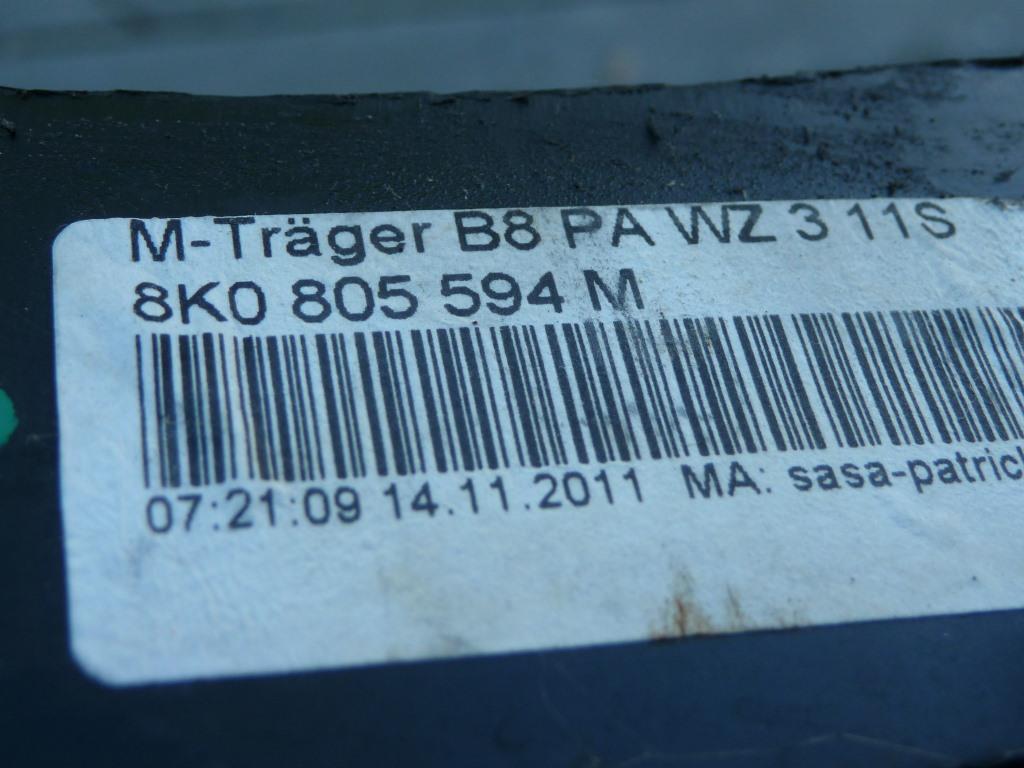 M-Träger B8 PA WZ 3 11S
8K0 805 594 M
07:21:09 14.11.2011 MA: sasa-patrick